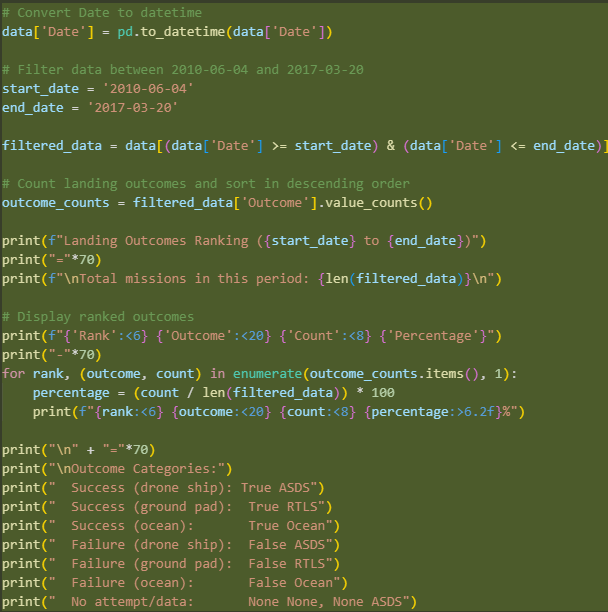 # Convert Date to datetime
data['Date'] = pd.to_datetime(data['Date'])
# Filter data between 2010-06-04 and 2017-03-20
start_date = '2010-06-04'
end_date = '2017-03-20'
filtered_data = data[(data['Date'] >= start_date) & (data['Date'] <= end_date)]
# Count landing outcomes and sort in descending order
outcome_counts = filtered_data['Outcome'].value_counts()
print(f"Landing Outcomes Ranking ({start_date} to {end_date})")
print("="*70)
print(f"\nTotal missions in this period: {len(filtered_data)}\n")
# Display ranked outcomes
print(f"{'Rank':<6} {'Outcome':<20} {'Count':<8} {'Percentage'}")
print("-"*70)
for rank, (outcome, count) in enumerate(outcome_counts.items(), 1):
    percentage = (count / len(filtered_data)) * 100
    print(f"{rank:<6} {outcome:<20} {count:<8} {percentage:>6.2f}%")
print("\n" + "="*70)
print("\nOutcome Categories:")
print("  Success (drone ship): True ASDS")
print("  Success (ground pad):  True RTLS")
print("  Success (ocean):       True Ocean")
print("  Failure (drone ship):  False ASDS")
print("  Failure (ground pad):  False RTLS")
print("  Failure (ocean):       False Ocean")
print("  No attempt/data:       None None, None ASDS")